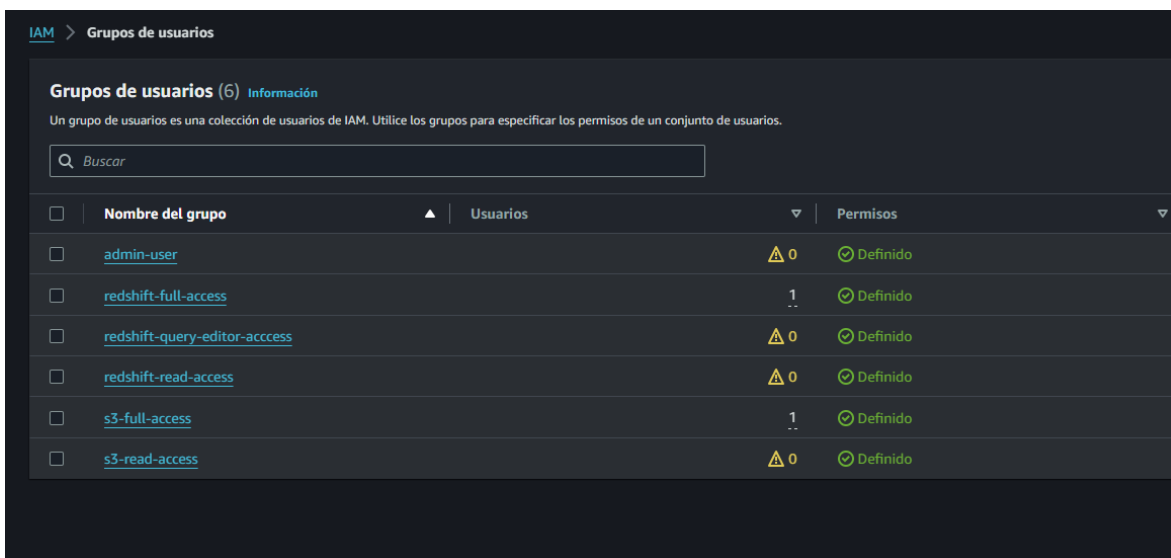 IAM > Grupos de usuarios
Grupos de usuarios (6) Información
Un grupo de usuarios es una colección de usuarios de IAM. Utilice los grupos para especificar los permisos de un conjunto de usuarios.
Buscar
Nombre del grupo Usuarios Permisos
admin-user 0 Definido
redshift-full-access 1 Definido
redshift-query-editor-acccess 0 Definido
redshift-read-access 0 Definido
s3-full-access 1 Definido
s3-read-access 0 Definido